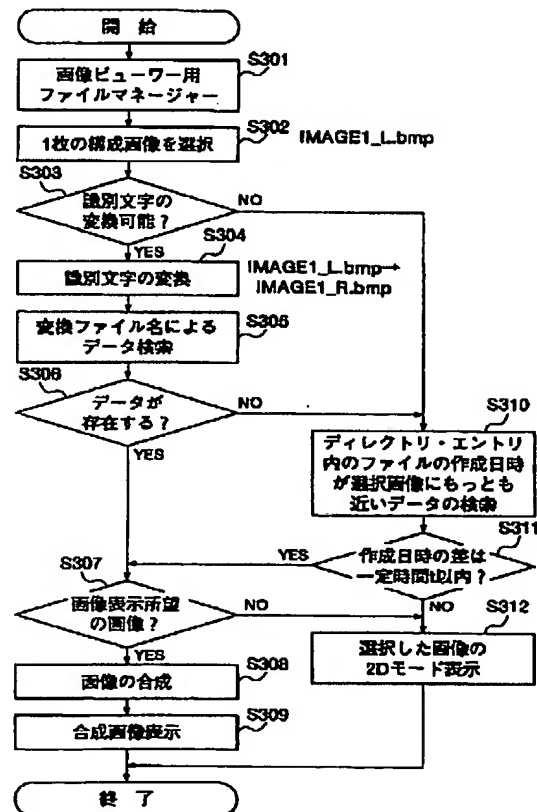 開 始
S301
画像ビューワー用
ファイルマネージャー
S302
1枚の構成画像を選択
IMAGE1_L.bmp
S303
識別文字の
変換可能？
NO
YES
S304
識別文字の変換
IMAGE1_L.bmp→
IMAGE1_R.bmp
S305
変換ファイル名による
データ検索
S306
データが
存在する？
NO
YES
S310
ディレクトリ・エントリ
内のファイルの作成日時
が選択画像にもっとも
近いデータの検索
S311
作成日時の差は
一定時間t以内？
YES
NO
S307
画像表示所望
の画像？
NO
YES
S312
選択した画像の
2Dモード表示
S308
画像の合成
S309
合成画像表示
終 了